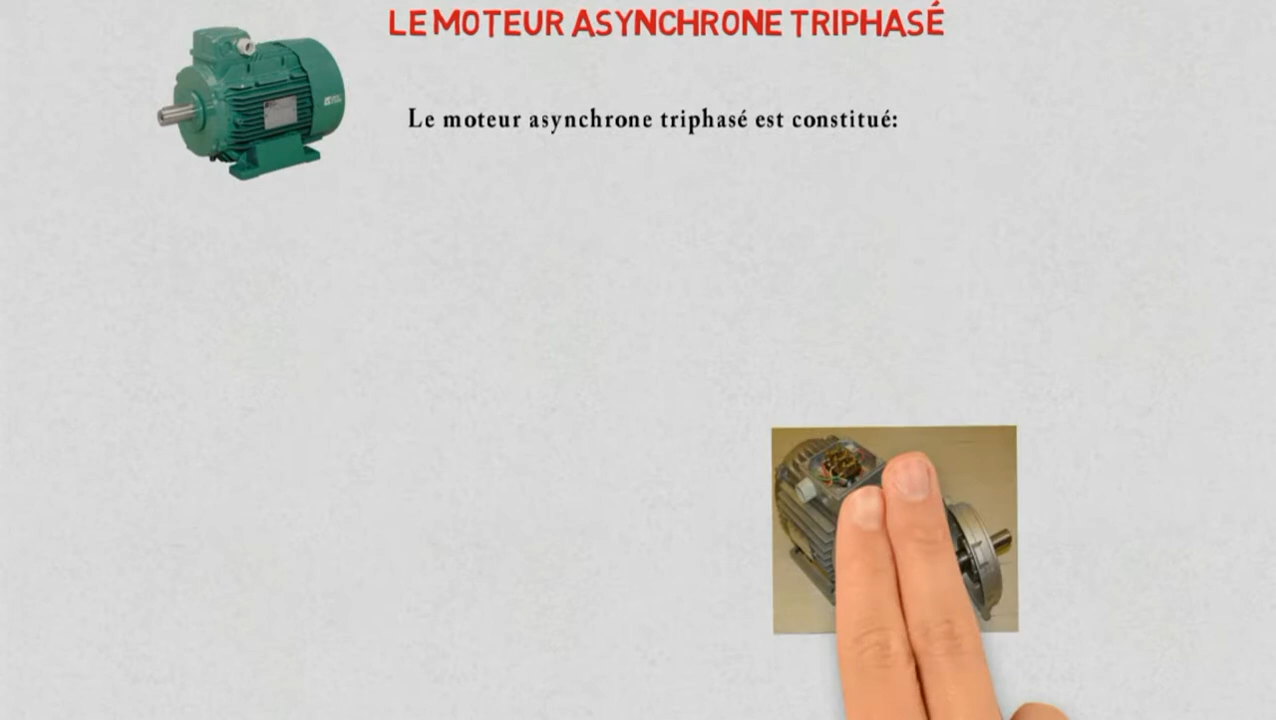 LE MOTEUR ASYNCHRONE TRIPHASÉ
Le moteur asynchrone triphasé est constitué: